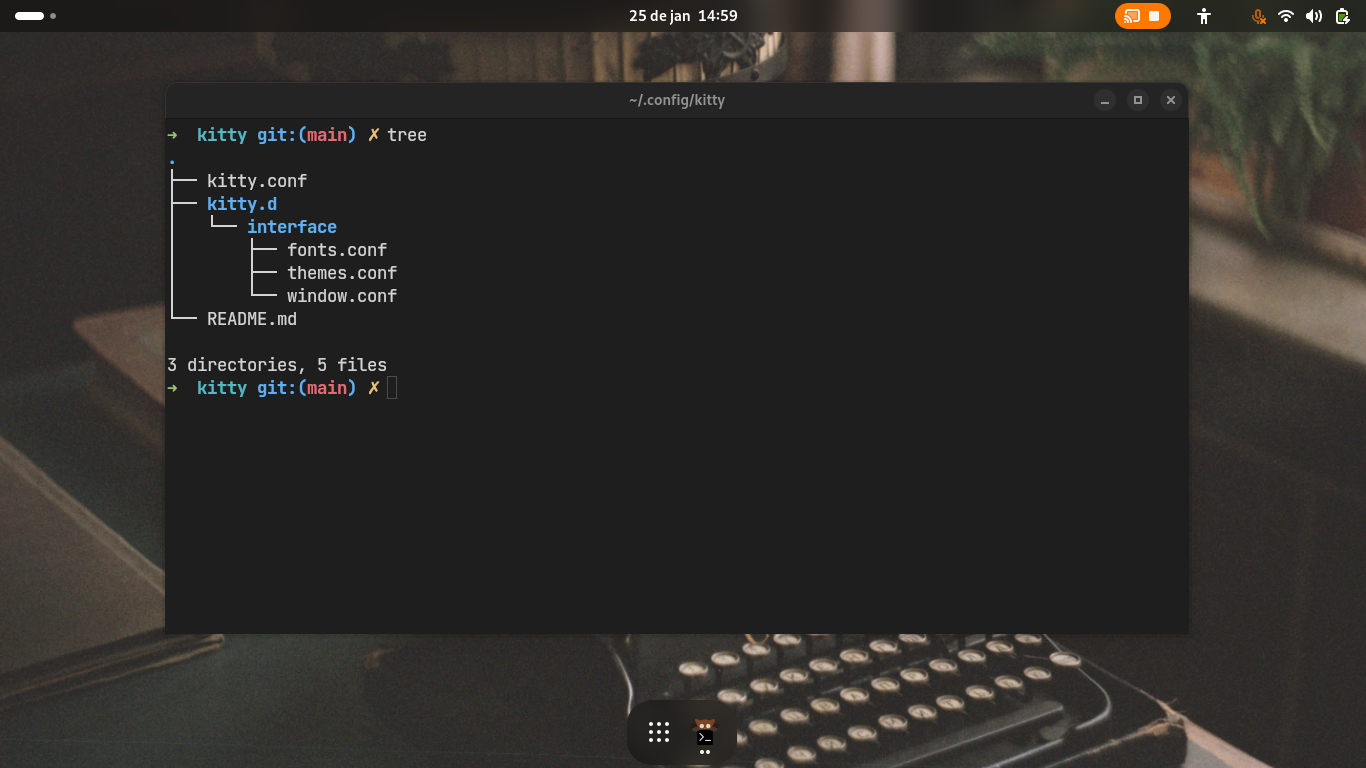 25 de jan 14:59
~/.config/kitty
➜ kitty git:(main) ✗ tree
.
├── kitty.conf
├── kitty.d
│   └── interface
│       ├── fonts.conf
│       ├── themes.conf
│       └── window.conf
└── README.md
3 directories, 5 files
➜ kitty git:(main) ✗